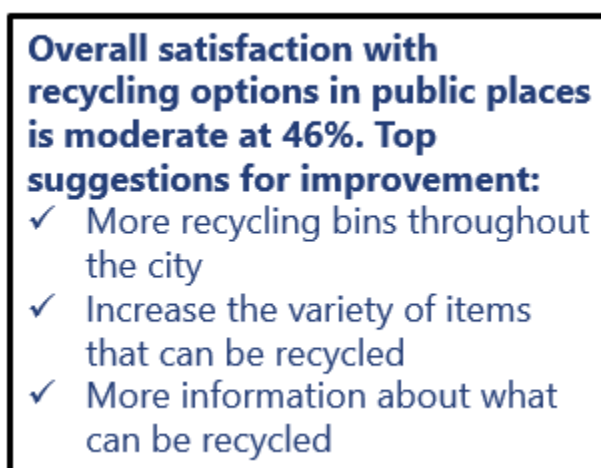 Overall satisfaction with
recycling options in public places
is moderate at 46%. Top
suggestions for improvement:
✓ More recycling bins throughout
the city
✓ Increase the variety of items
that can be recycled
✓ More information about what
can be recycled